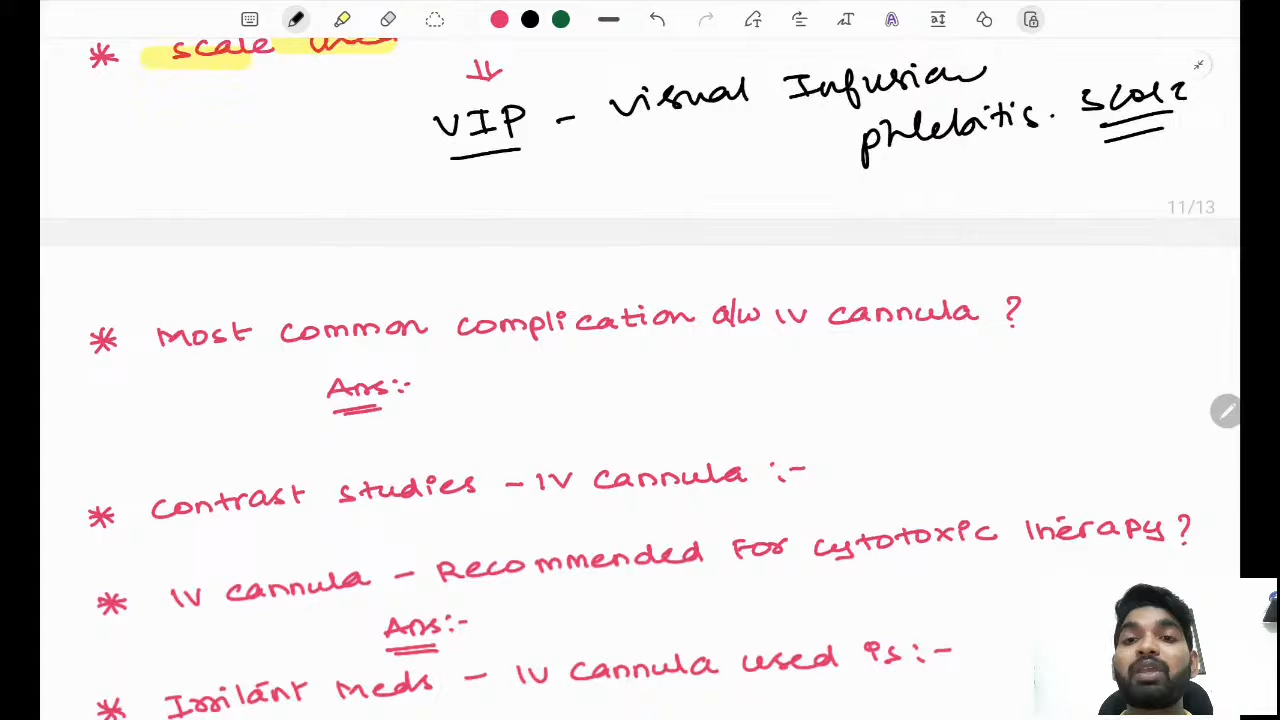 * scale used
VIP - Visual Infusion
phlebitis. scale
11/13
* Most common complication a/w IV cannula ?
Ans:-
* Contrast studies - IV cannula :-
* IV cannula - Recommended For cytotoxic therapy?
Ans:-
* Irritant Meds - IV cannula used is:-